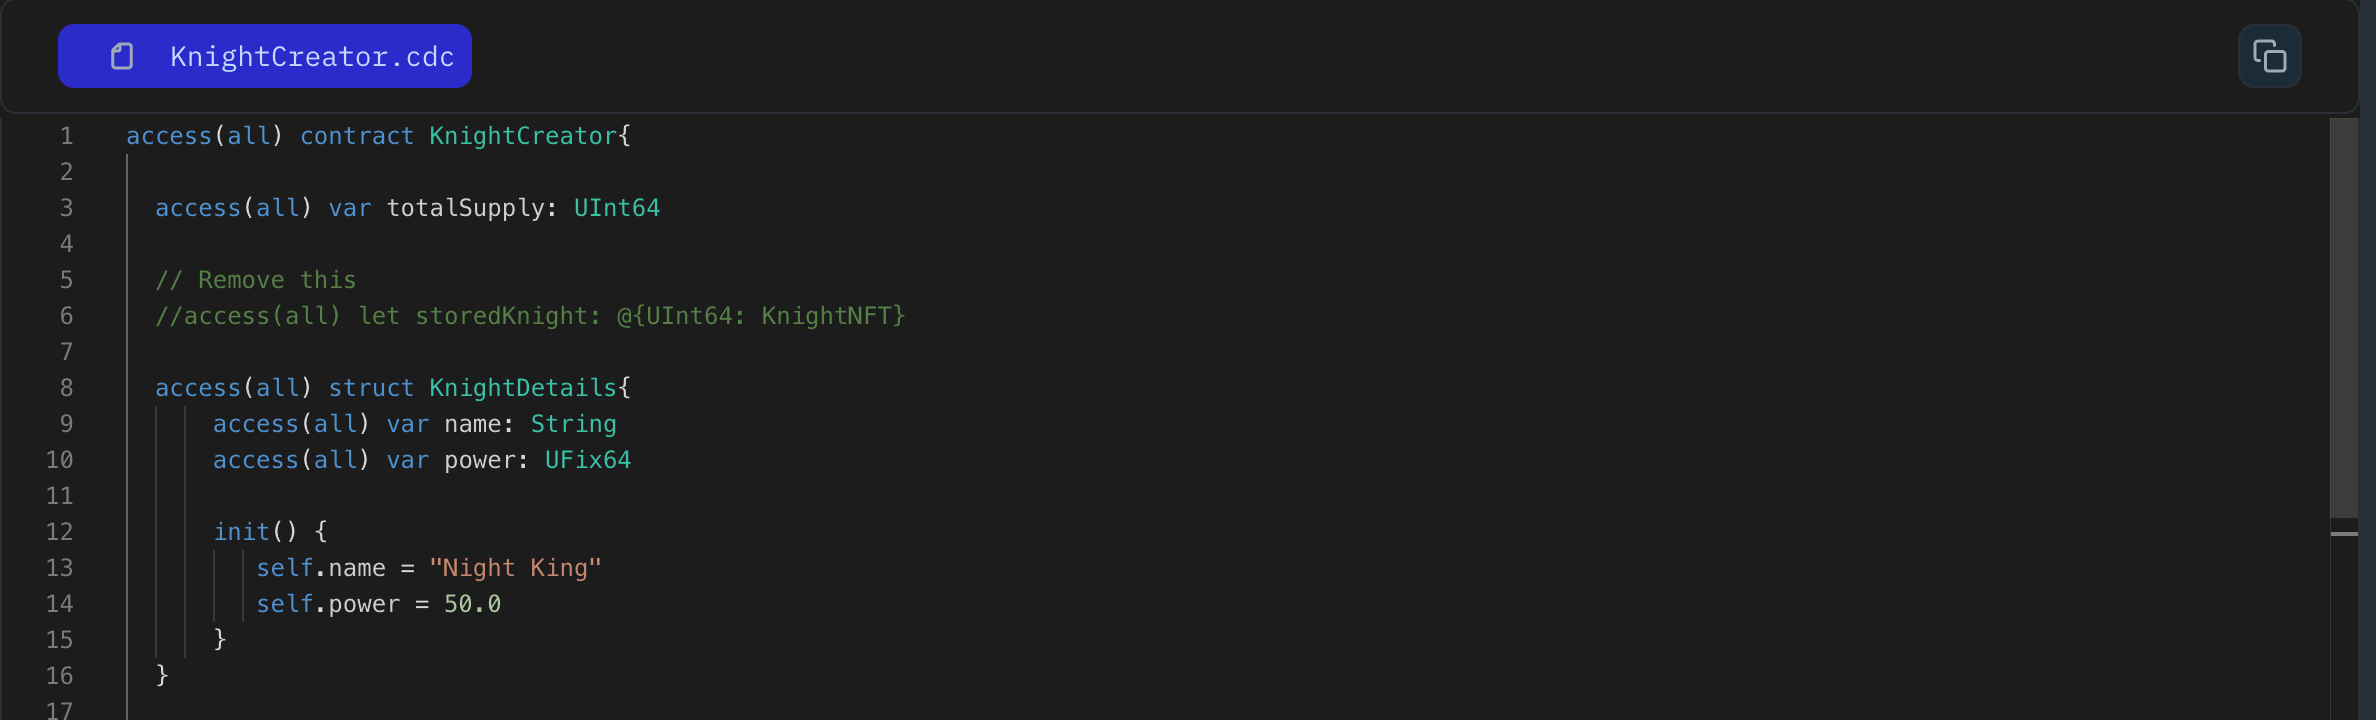 KnightCreator.cdc
1 access(all) contract KnightCreator{
2
3 access(all) var totalSupply: UInt64
4
5 // Remove this
6 //access(all) let storedKnight: @{UInt64: KnightNFT}
7
8 access(all) struct KnightDetails{
9 access(all) var name: String
10 access(all) var power: UFix64
11
12 init() {
13 self.name = "Night King"
14 self.power = 50.0
15 }
16 }
17